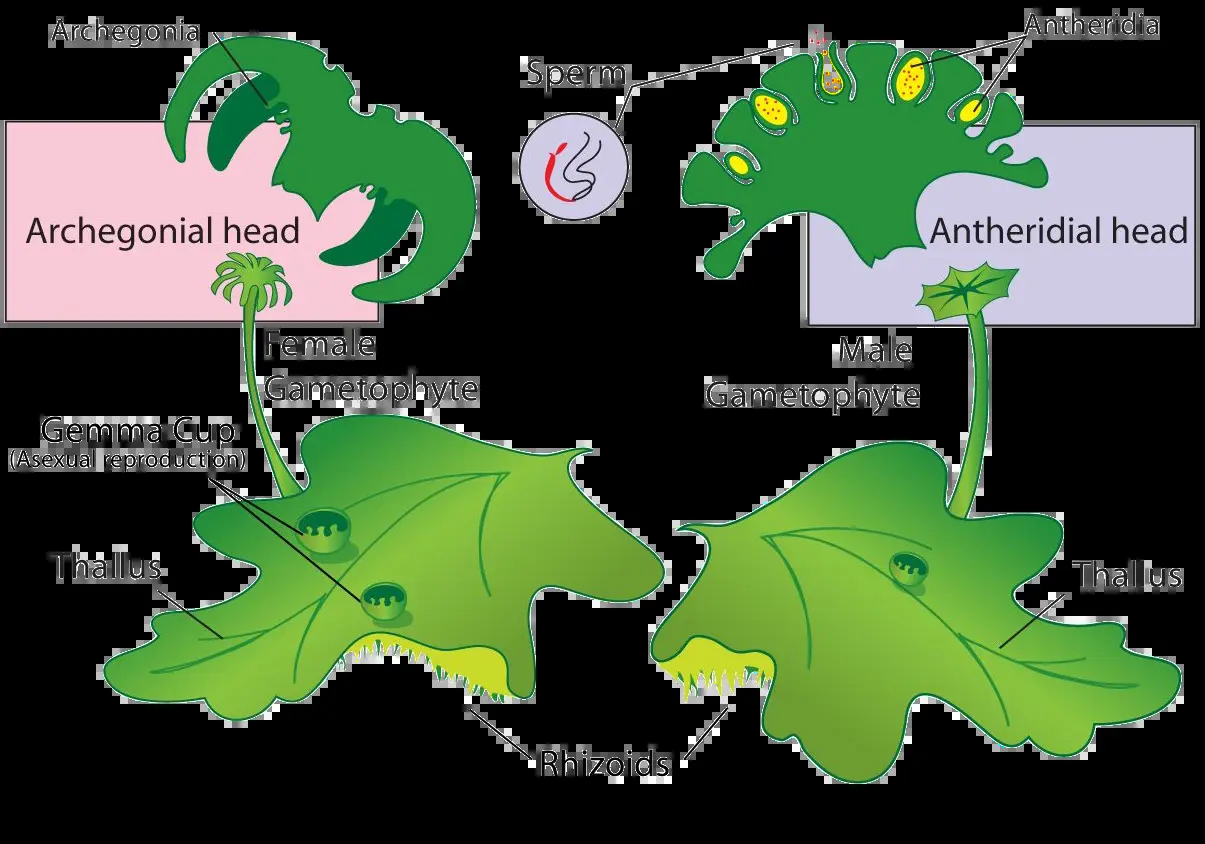 Archegonia
Antheridia
Sperm
Archegonial head
Antheridial head
Female
Gametophyte
Male
Gametophyte
Gemma Cup
(Asexual reproduction)
Thallus
Thallus
Rhizoids